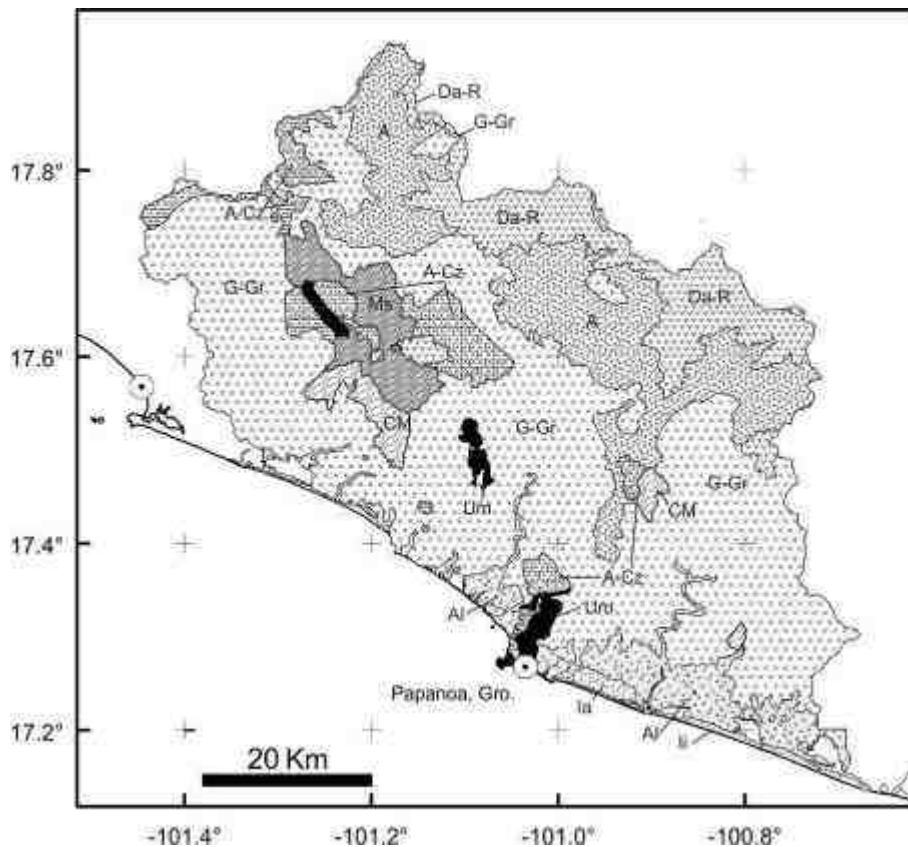 Da-R
A
G-Gr
17.8°
A-Cz
Da-R
G-Gr
A-Cz
Ms
Da-R
A
17.6°
CM
G-Gr
G-Gr
Um
CM
17.4°
A-Cz
Al
Um
Papanoa, Gro.
la
Al
li
17.2°
20 Km
-101.4°
-101.2°
-101.0°
-100.8°